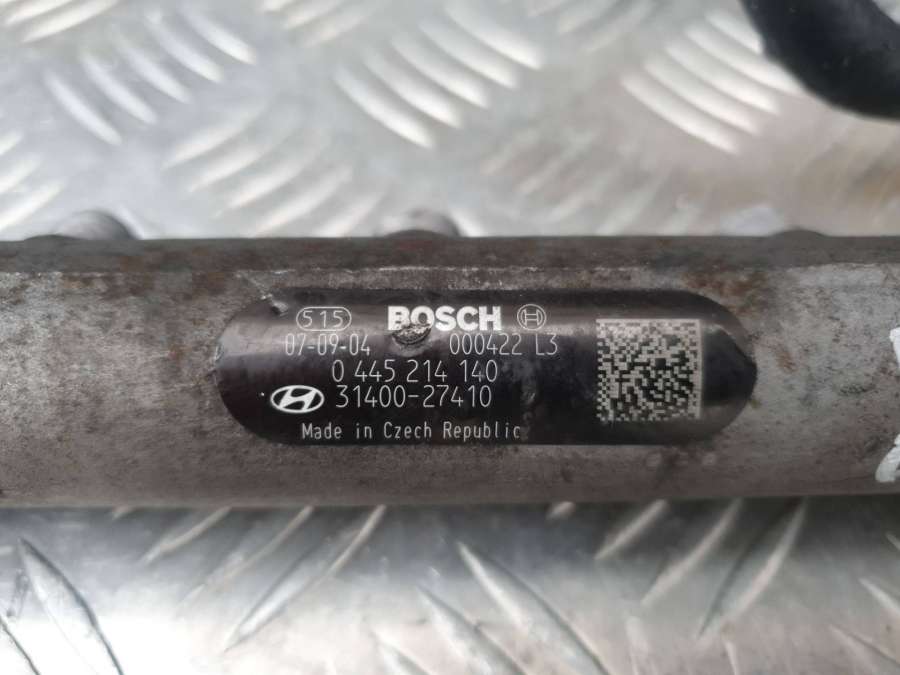 515 BOSCH
07-09-04 000422 L3
0 445 214 140
31400-27410
Made in Czech Republic